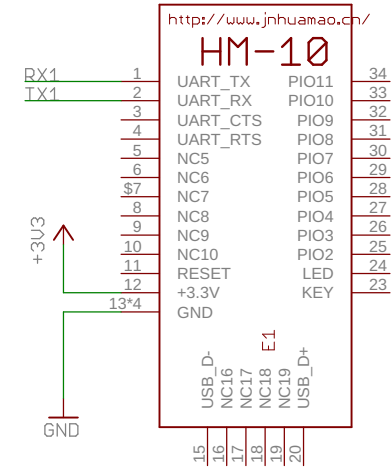 http://www.jnhuamao.cn/
HM-10
RX1 1 UART_TX PIO11 34
TX1 2 UART_RX PIO10 33
3 UART_CTS PIO9 32
4 UART_RTS PIO8 31
5 NC5 PIO7 30
6 NC6 PIO6 29
$7 NC7 PIO5 28
8 NC8 PIO4 27
9 NC9 PIO3 26
10 NC10 PIO2 25
11 RESET LED 24
12 +3.3V KEY 23
13*4 GND
+3V3
GND
E1
USB_D-
NC16
NC17
NC18
NC19
USB_D+
15 16 17 18 19 20